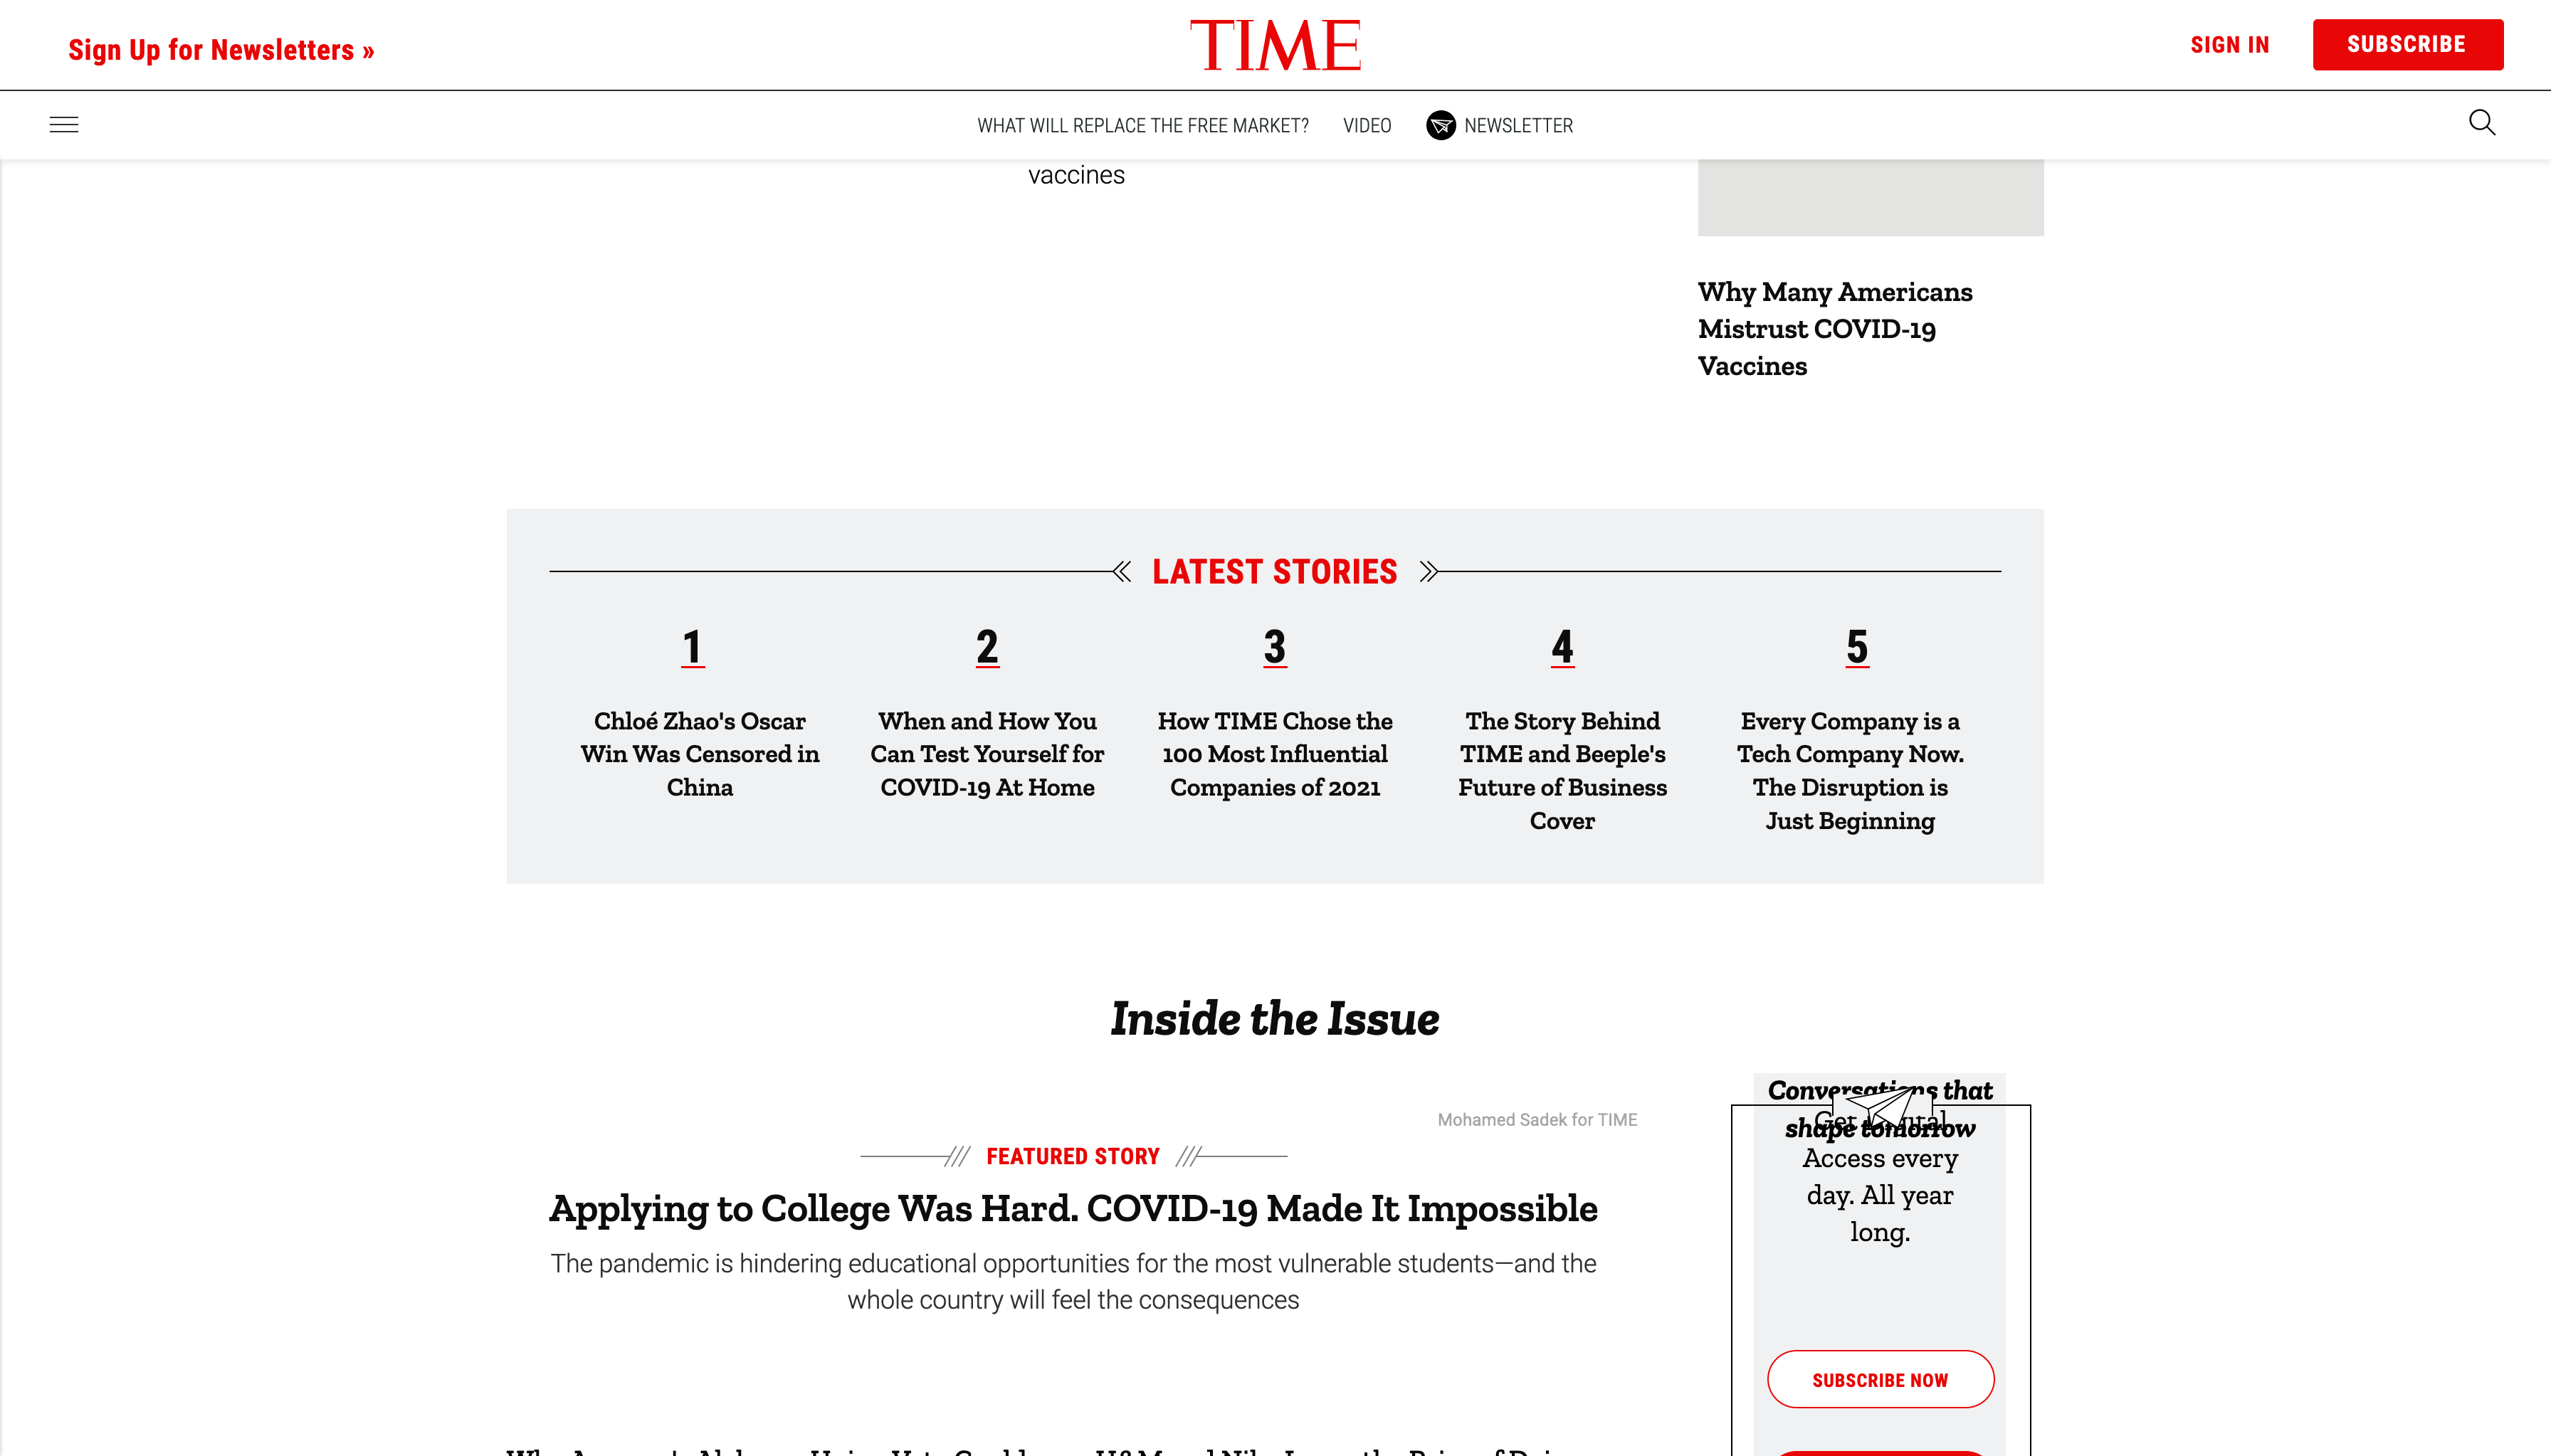 Sign Up for Newsletters »
TIME
SIGN IN
SUBSCRIBE
WHAT WILL REPLACE THE FREE MARKET?
VIDEO
NEWSLETTER
vaccines
Why Many Americans
Mistrust COVID-19
Vaccines
LATEST STORIES
1
Chloé Zhao's Oscar
Win Was Censored in
China
2
When and How You
Can Test Yourself for
COVID-19 At Home
3
How TIME Chose the
100 Most Influential
Companies of 2021
4
The Story Behind
TIME and Beeple's
Future of Business
Cover
5
Every Company is a
Tech Company Now.
The Disruption is
Just Beginning
Inside the Issue
Mohamed Sadek for TIME
FEATURED STORY
Applying to College Was Hard. COVID-19 Made It Impossible
The pandemic is hindering educational opportunities for the most vulnerable students—and the
whole country will feel the consequences
Conversations that
shape tomorrow
Get
Access every
day. All year
long.
SUBSCRIBE NOW